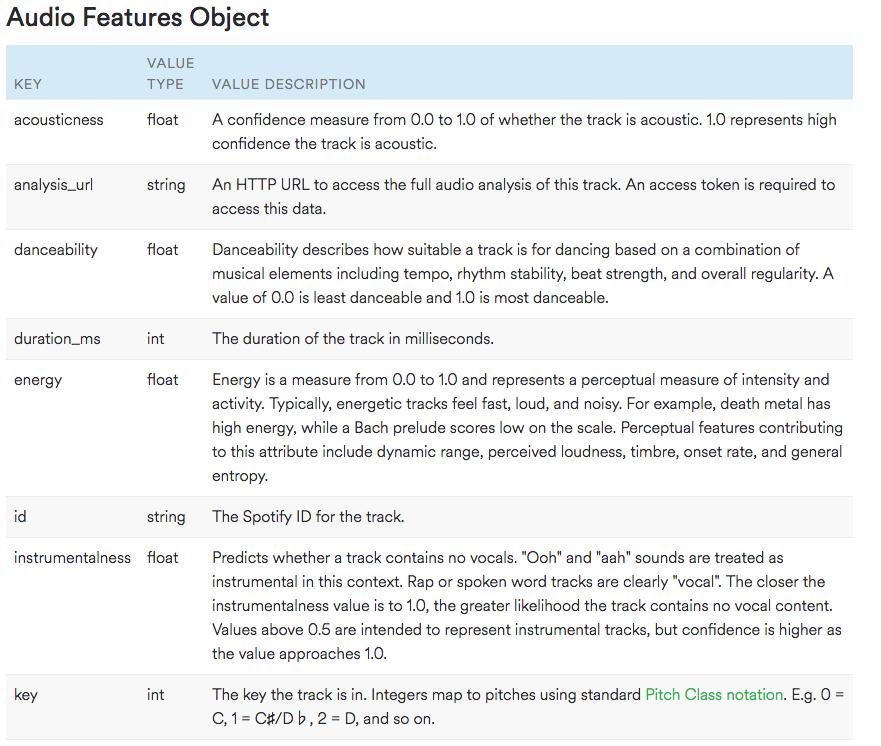 Audio Features Object
KEY VALUE TYPE VALUE DESCRIPTION
acousticness float A confidence measure from 0.0 to 1.0 of whether the track is acoustic. 1.0 represents high
confidence the track is acoustic.
analysis_url string An HTTP URL to access the full audio analysis of this track. An access token is required to
access this data.
danceability float Danceability describes how suitable a track is for dancing based on a combination of
musical elements including tempo, rhythm stability, beat strength, and overall regularity. A
value of 0.0 is least danceable and 1.0 is most danceable.
duration_ms int The duration of the track in milliseconds.
energy float Energy is a measure from 0.0 to 1.0 and represents a perceptual measure of intensity and
activity. Typically, energetic tracks feel fast, loud, and noisy. For example, death metal has
high energy, while a Bach prelude scores low on the scale. Perceptual features contributing
to this attribute include dynamic range, perceived loudness, timbre, onset rate, and general
entropy.
id string The Spotify ID for the track.
instrumentalness float Predicts whether a track contains no vocals. "Ooh" and "aah" sounds are treated as
instrumental in this context. Rap or spoken word tracks are clearly "vocal". The closer the
instrumentalness value is to 1.0, the greater likelihood the track contains no vocal content.
Values above 0.5 are intended to represent instrumental tracks, but confidence is higher as
the value approaches 1.0.
key int The key the track is in. Integers map to pitches using standard Pitch Class notation. E.g. 0 =
C, 1 = C♯/D♭, 2 = D, and so on.